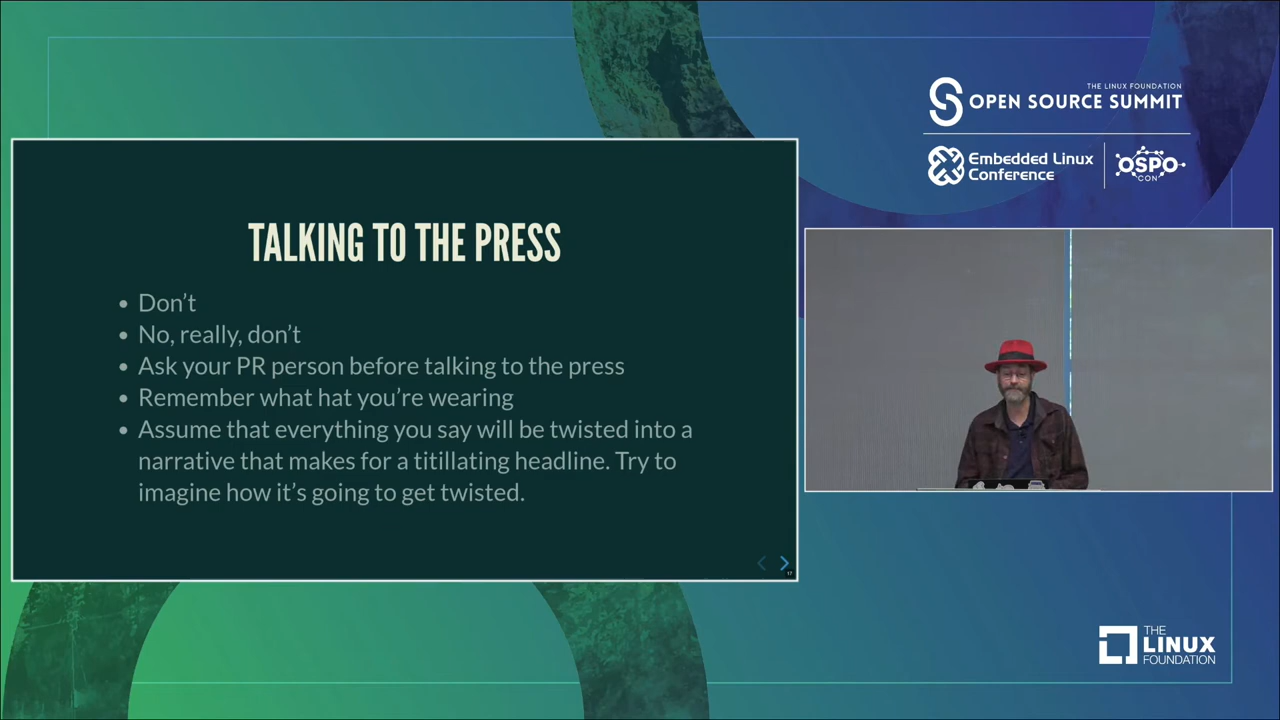 THE LINUX FOUNDATION
OPEN SOURCE SUMMIT
Embedded Linux
Conference
OSPO
CON
TALKING TO THE PRESS
• Don’t
• No, really, don’t
• Ask your PR person before talking to the press
• Remember what hat you’re wearing
• Assume that everything you say will be twisted into a
narrative that makes for a titillating headline. Try to
imagine how it’s going to get twisted.
17
THE
LINUX
FOUNDATION